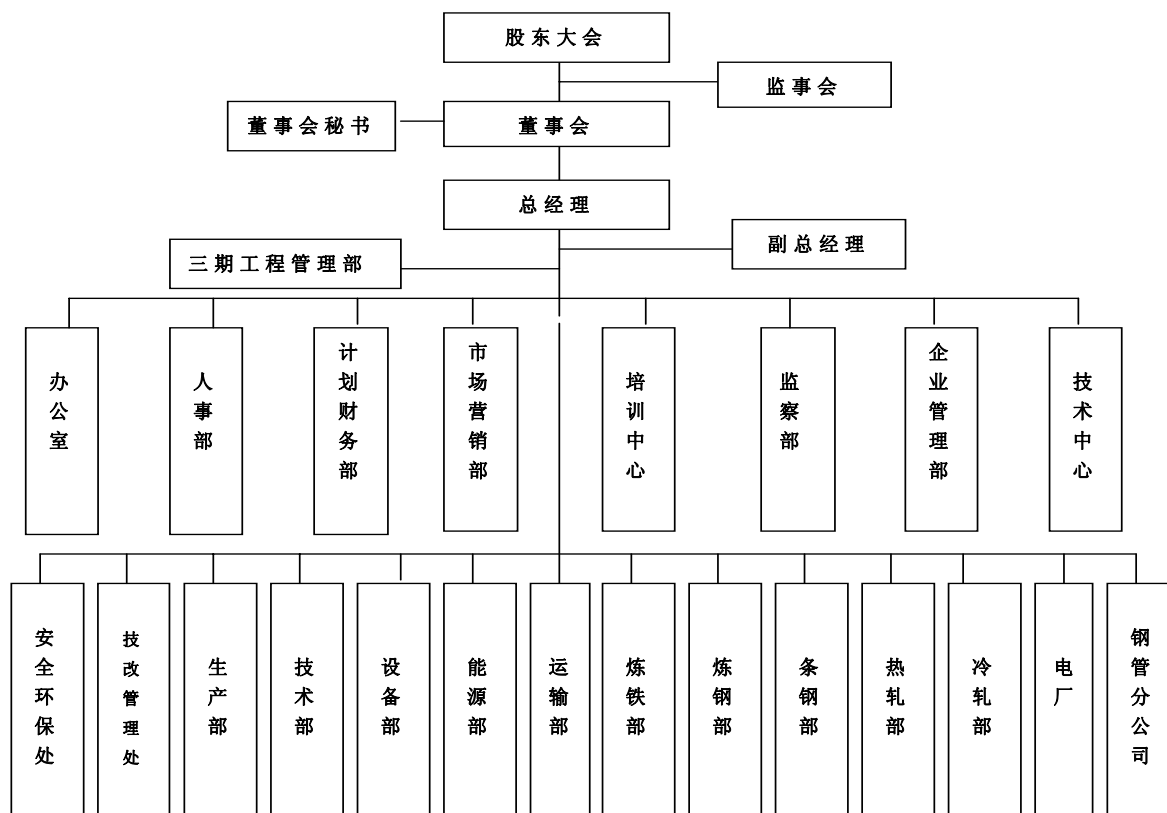 股东大会
监事会
董事会秘书
董事会
总经理
副总经理
三期工程管理部
办公室
人事部
计划财务部
市场营销部
培训中心
监察部
企业管理部
技术中心
安全环保处
技改管理处
生产部
技术部
设备部
能源部
运输部
炼铁部
炼钢部
条钢部
热轧部
冷轧部
电厂
钢管分公司